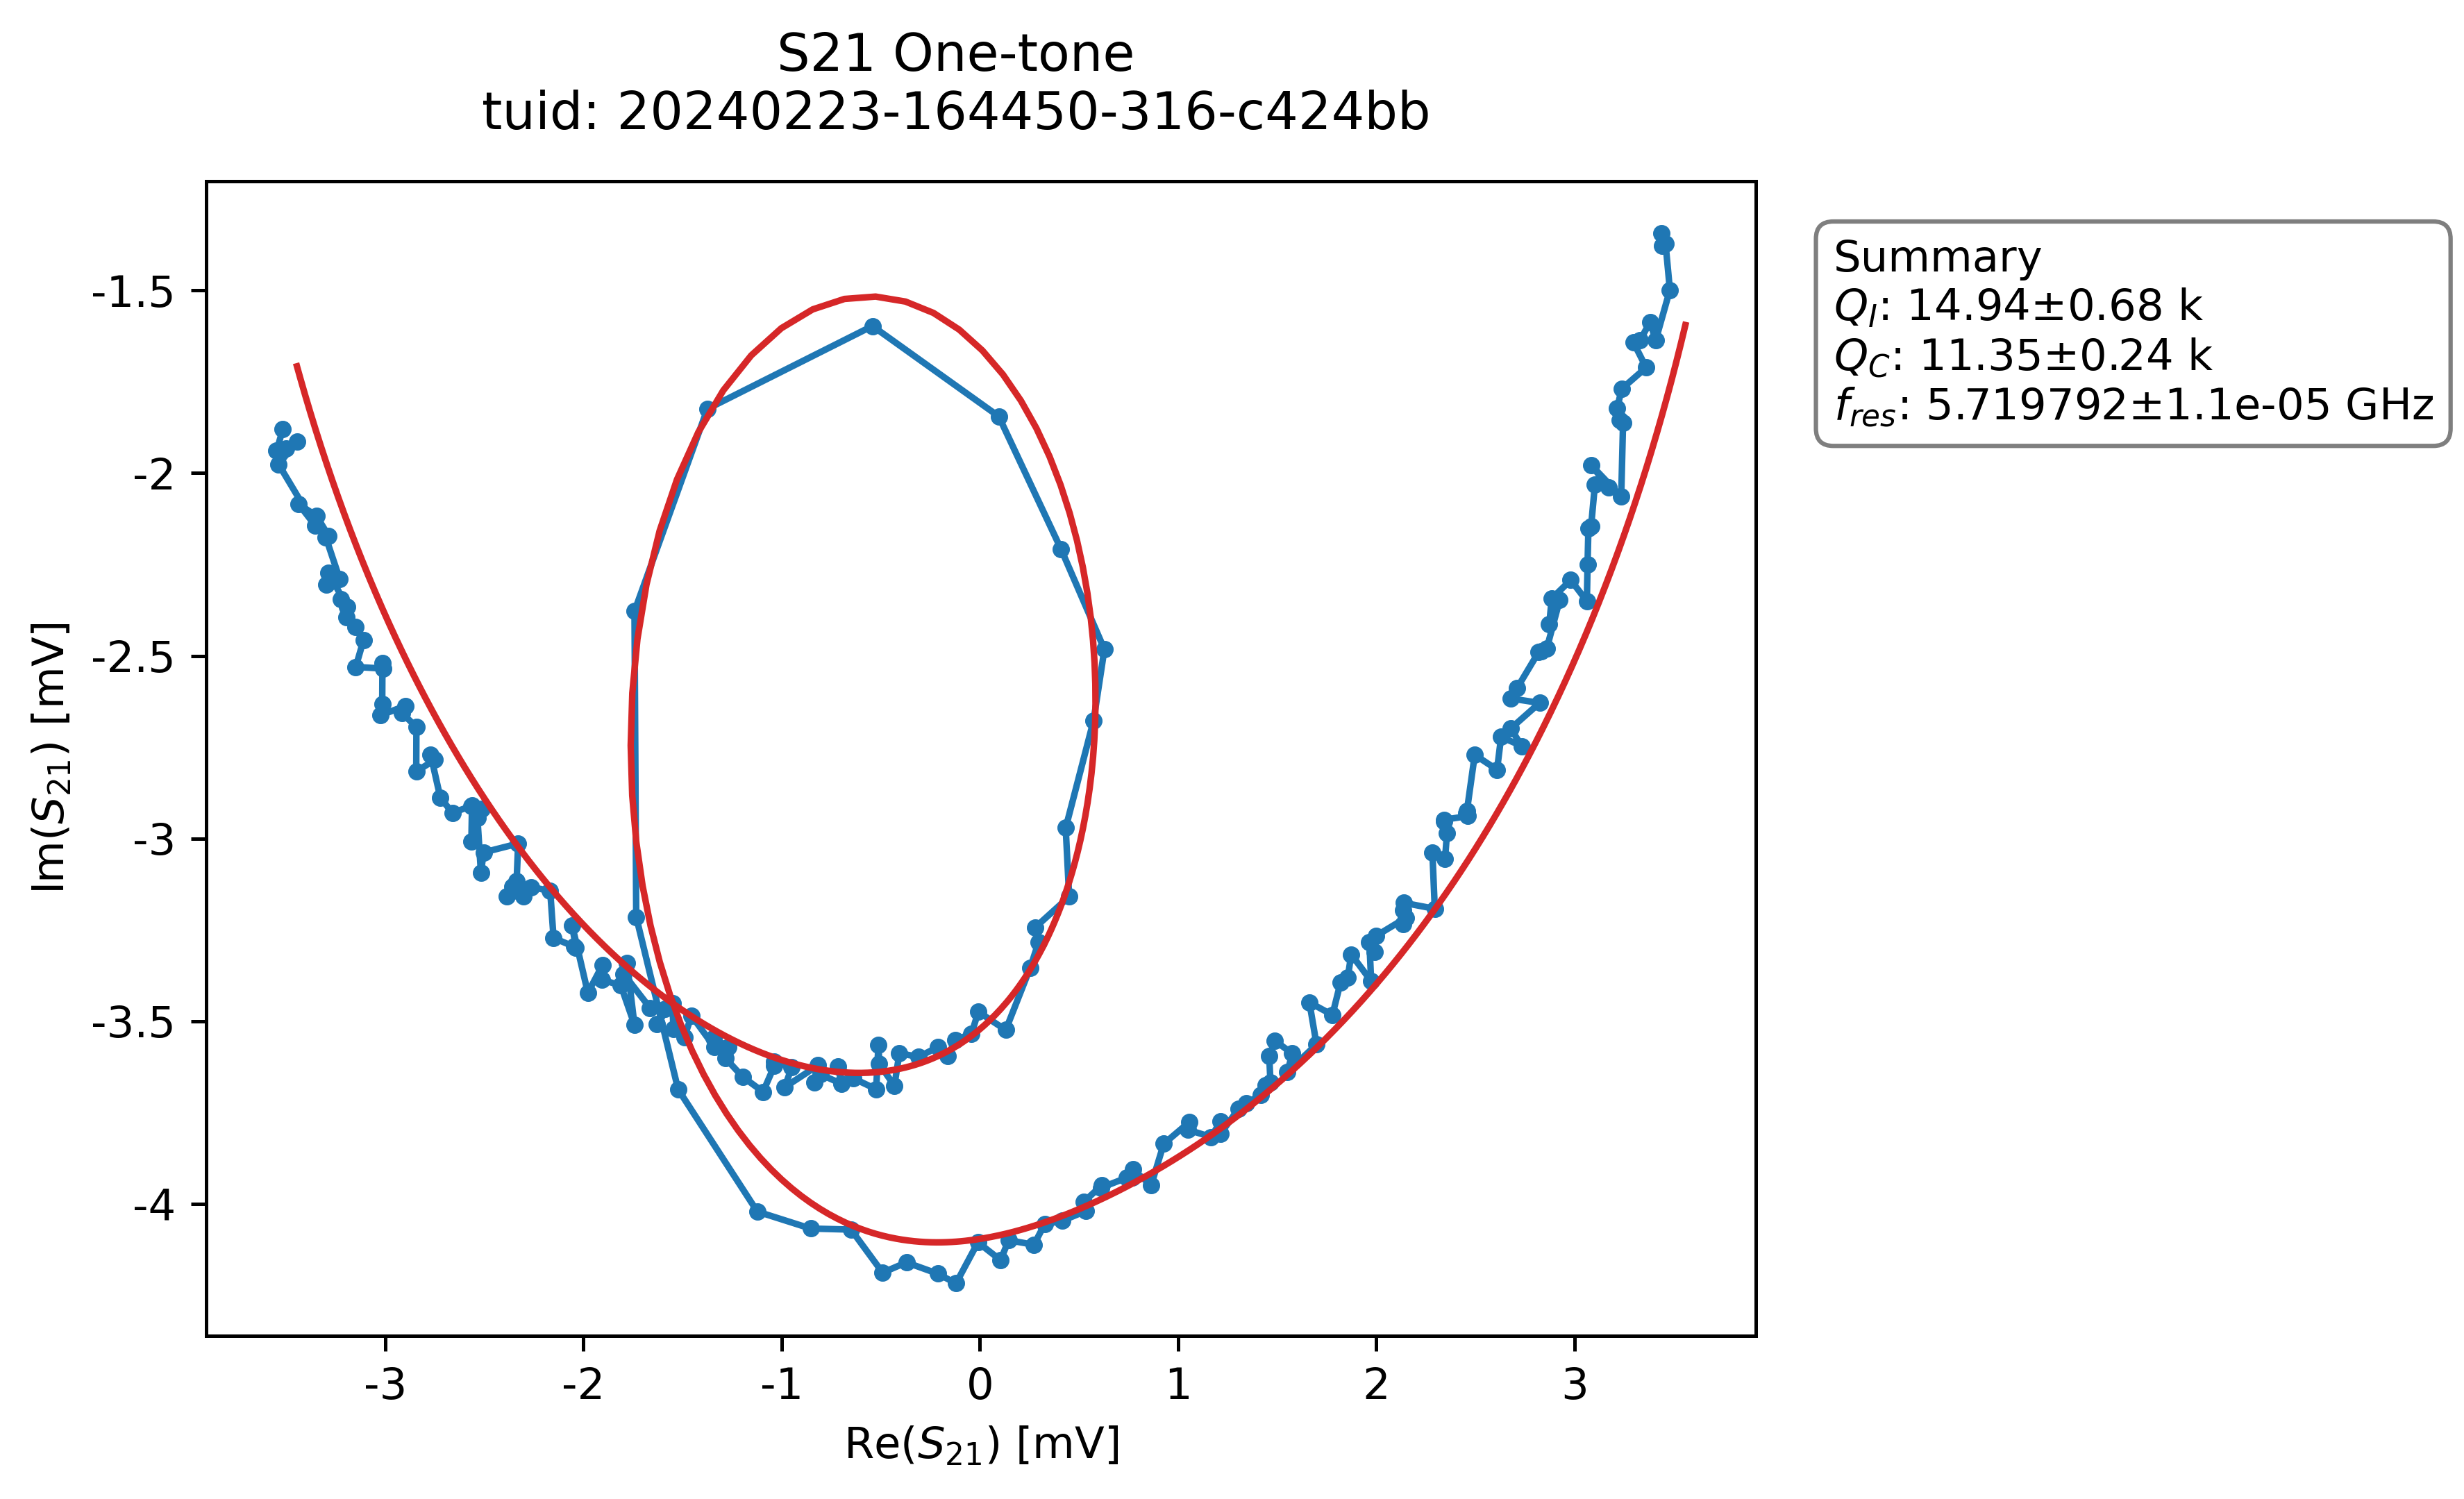 S21 One-tone
tuid: 20240223-164450-316-c424bb
Im(S21) [mV]
-1.5
-2
-2.5
-3
-3.5
-4
-3
-2
-1
0
1
2
3
Re(S21) [mV]
Summary
QI: 14.94±0.68 k
QC: 11.35±0.24 k
fres: 5.719792±1.1e-05 GHz